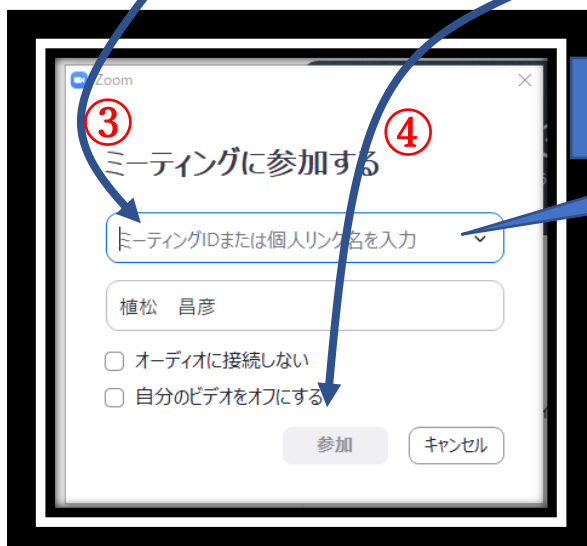 Zoom
③
④
ミーティングに参加する
ミーティングIDまたは個人リンク名を入力
植松 昌彦
オーディオに接続しない
自分のビデオをオフにする
参加
キャンセル